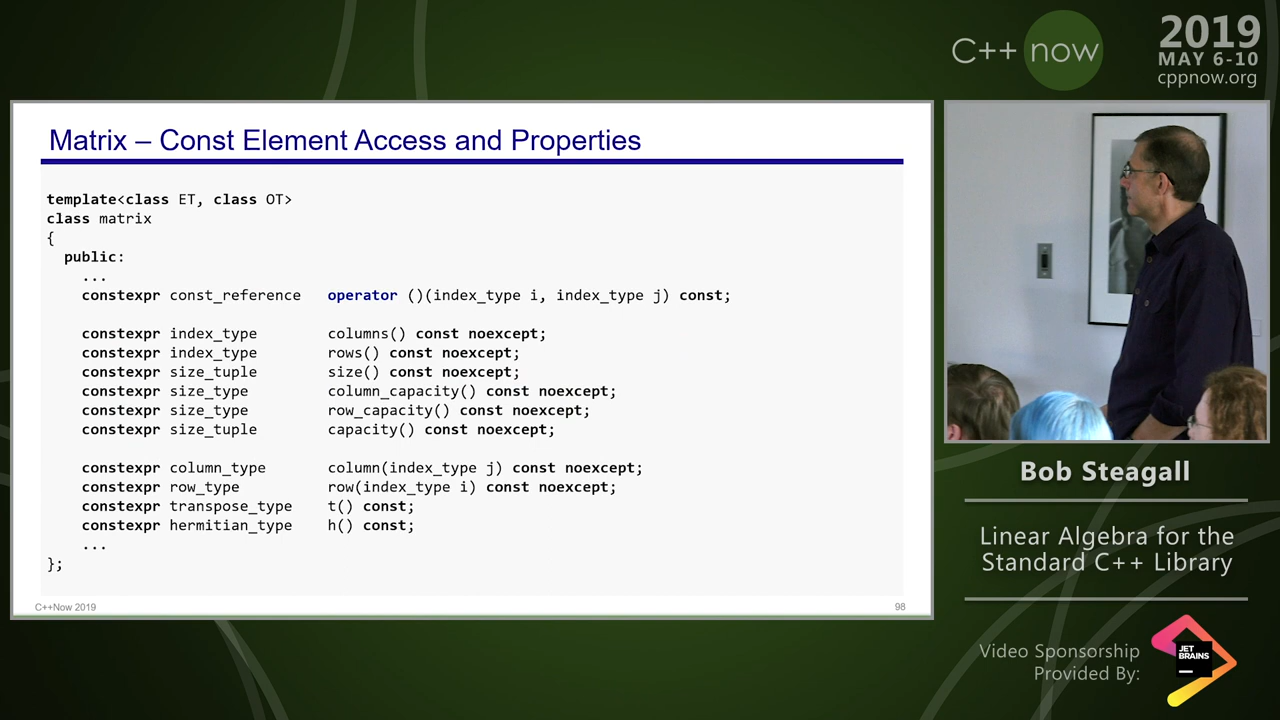 C++ now
2019
MAY 6-10
cppnow.org
Matrix – Const Element Access and Properties
template<class ET, class OT>
class matrix
{
public:
...
constexpr const_reference operator ()(index_type i, index_type j) const;
constexpr index_type columns() const noexcept;
constexpr index_type rows() const noexcept;
constexpr size_tuple size() const noexcept;
constexpr size_type column_capacity() const noexcept;
constexpr size_type row_capacity() const noexcept;
constexpr size_tuple capacity() const noexcept;
constexpr column_type column(index_type j) const noexcept;
constexpr row_type row(index_type i) const noexcept;
constexpr transpose_type t() const;
constexpr hermitian_type h() const;
...
};
C++Now 2019
98
Bob Steagall
Linear Algebra for the
Standard C++ Library
Video Sponsorship
Provided By:
JET
BRAINS